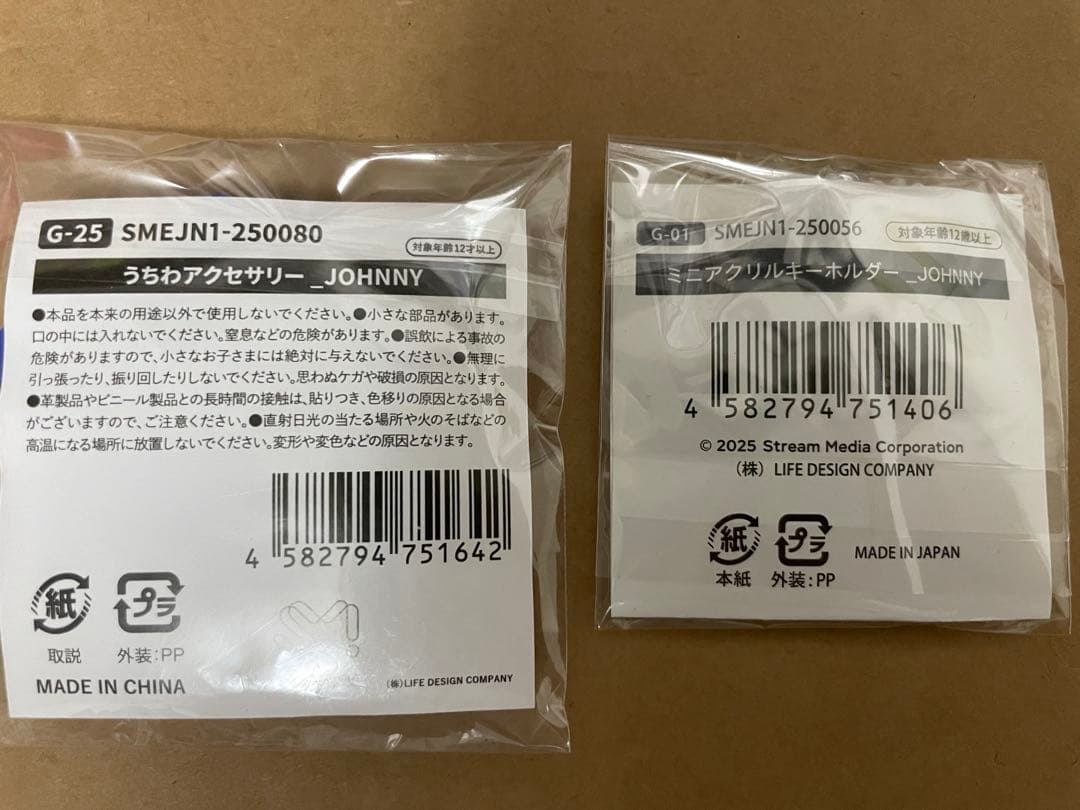 G-25 SMEJN1-250080 対象年齢12才以上
うちわアクセサリー _JOHNNY
●本品を本来の用途以外で使用しないでください。●小さな部品があります。
口の中には入れないでください。窒息などの危険があります。●誤飲による事故の
危険がありますので、小さなお子さまには絶対に与えないでください。●無理に
引っ張ったり、振り回したりしないでください。思わぬケガや破損の原因となります。
●革製品やビニール製品との長時間の接触は、貼りつき、色移りの原因となる場合
がございますので、ご注意ください。●直射日光の当たる場所や火のそばなどの
高温になる場所に放置しないでください。変形や変色などの原因となります。
4 582794 751642
紙 プラ
取説 外装:PP
MADE IN CHINA
(株)LIFE DESIGN COMPANY
G-01 SMEJN1-250056 対象年齢12歳以上
ミニアクリルキーホルダー _JOHNNY
4 582794 751406
© 2025 Stream Media Corporation
(株) LIFE DESIGN COMPANY
紙 プラ
本紙 外装:PP
MADE IN JAPAN